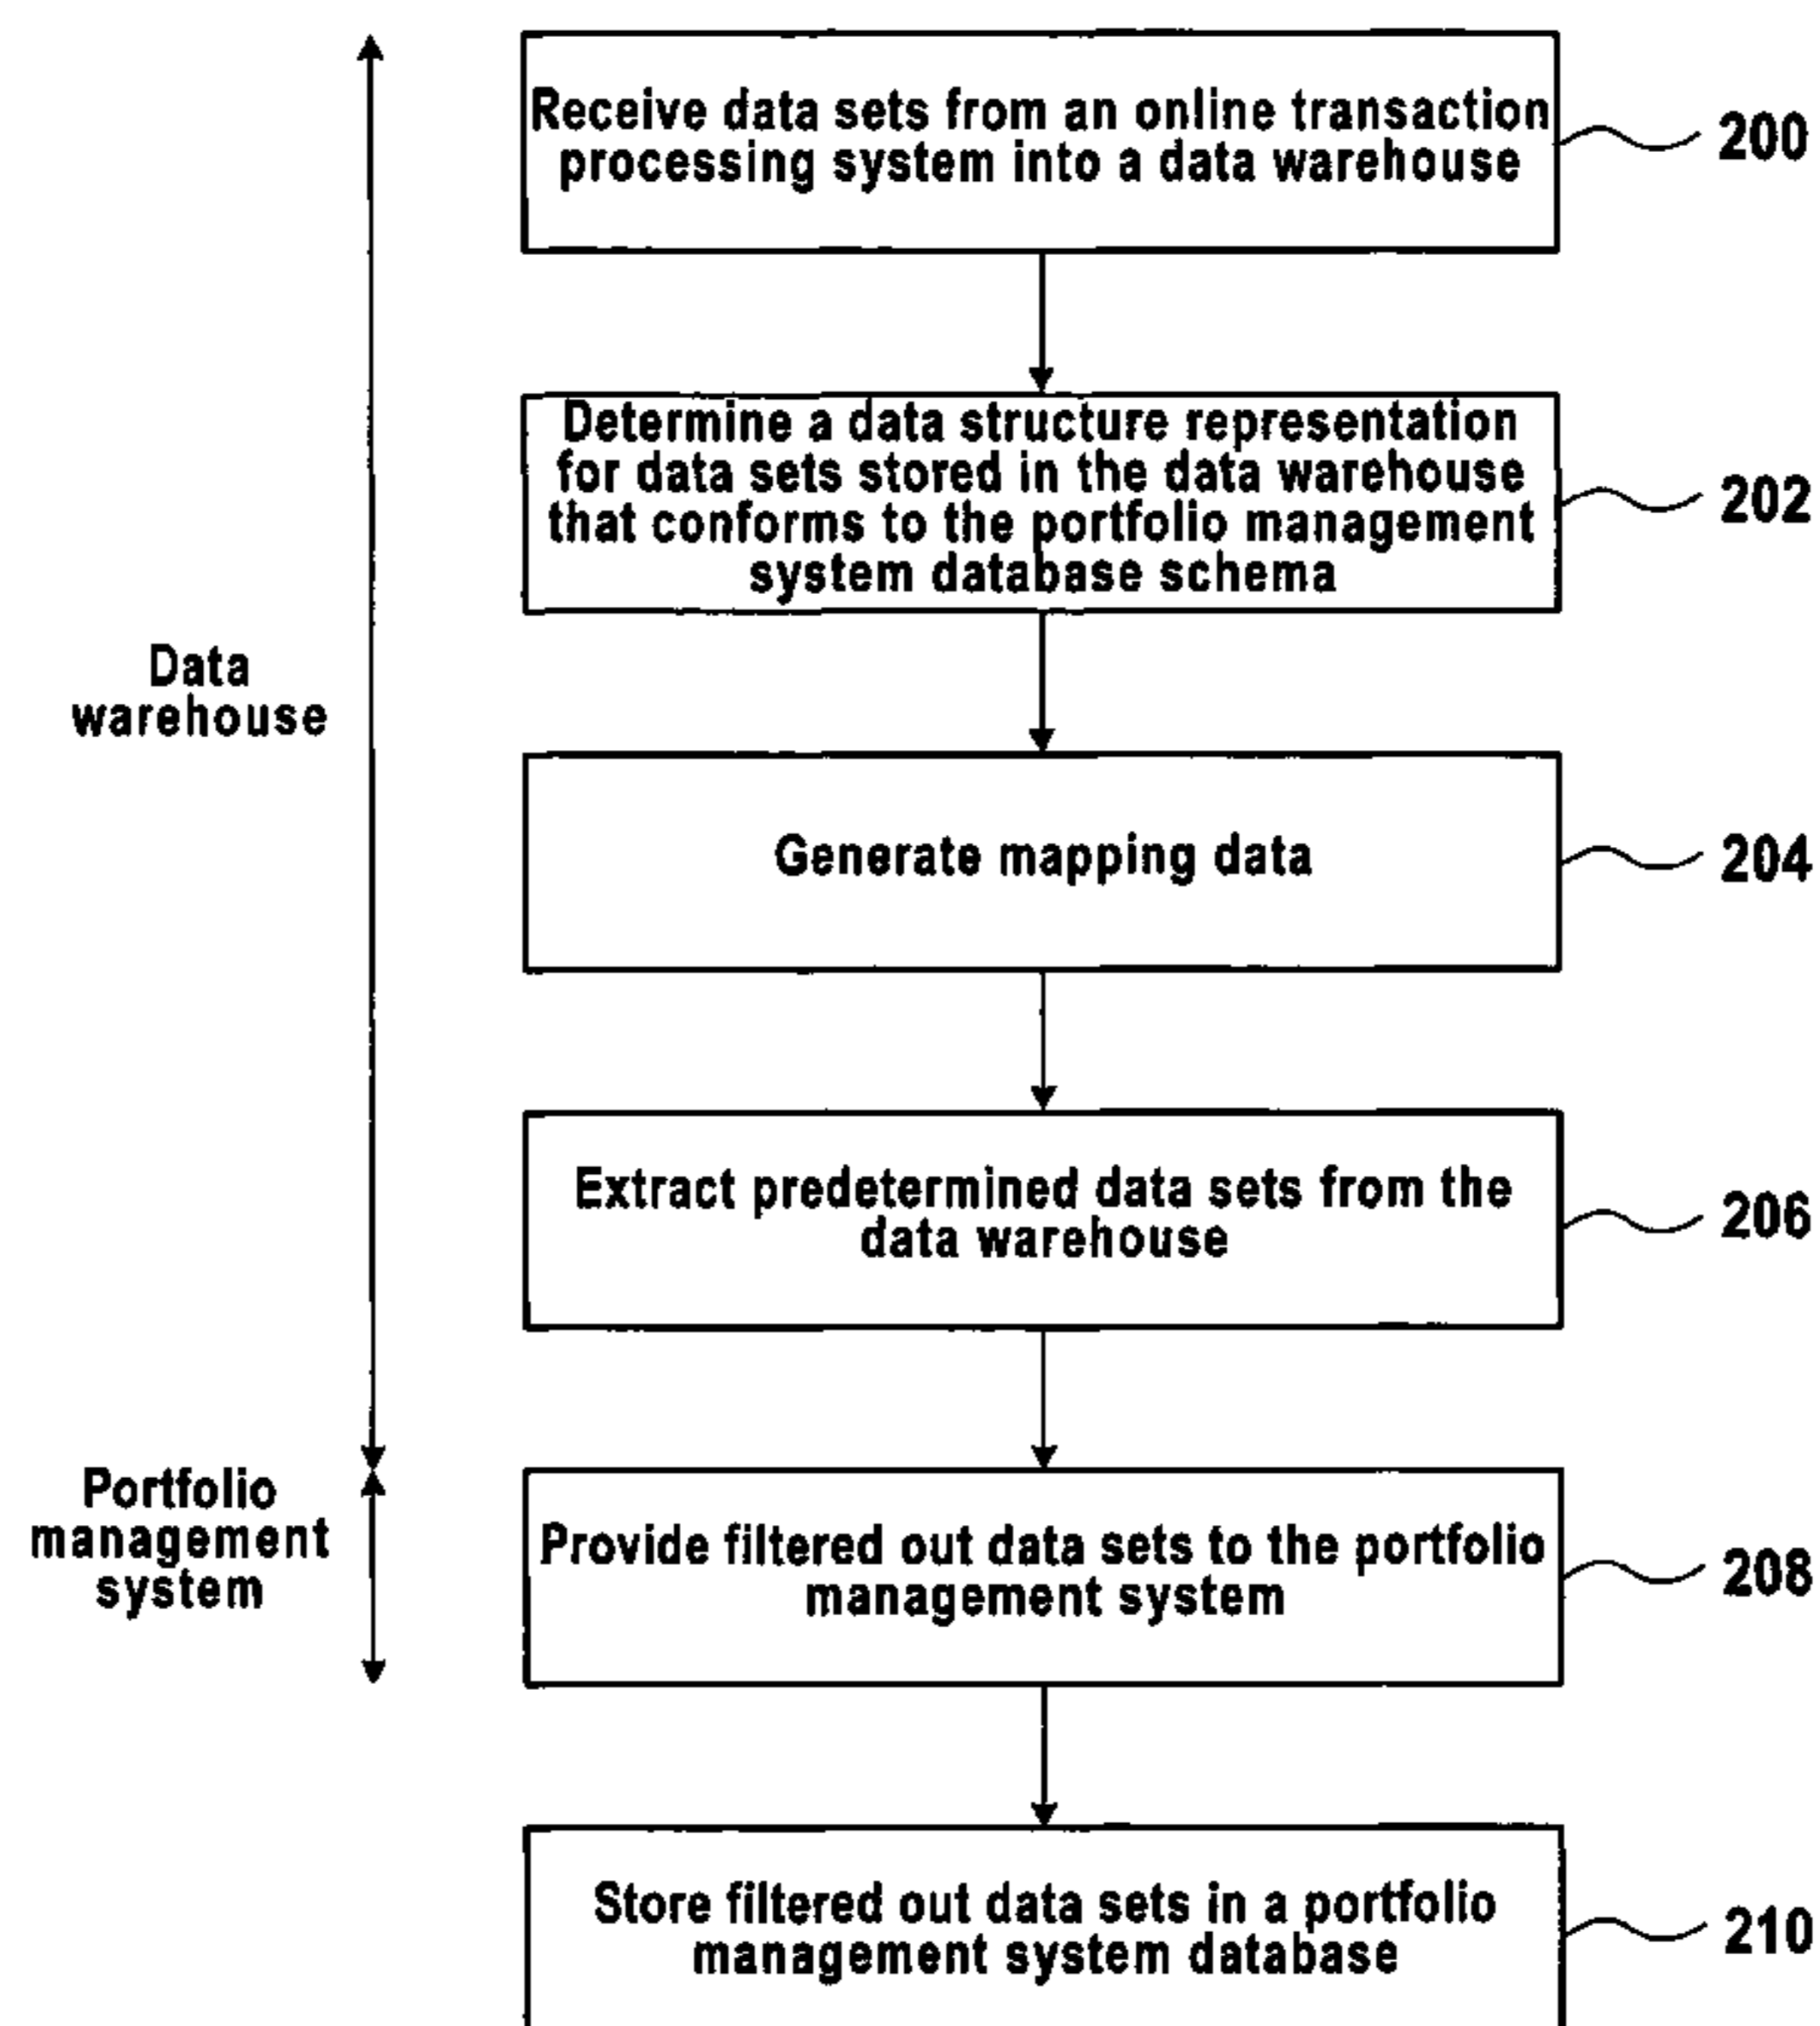 Receive data sets from an online transaction
processing system into a data warehouse
200
Determine a data structure representation
for data sets stored in the data warehouse
that conforms to the portfolio management
system database schema
202
Data
warehouse
Generate mapping data
204
Extract predetermined data sets from the
data warehouse
206
Portfolio
management
system
Provide filtered out data sets to the portfolio
management system
208
Store filtered out data sets in a portfolio
management system database
210